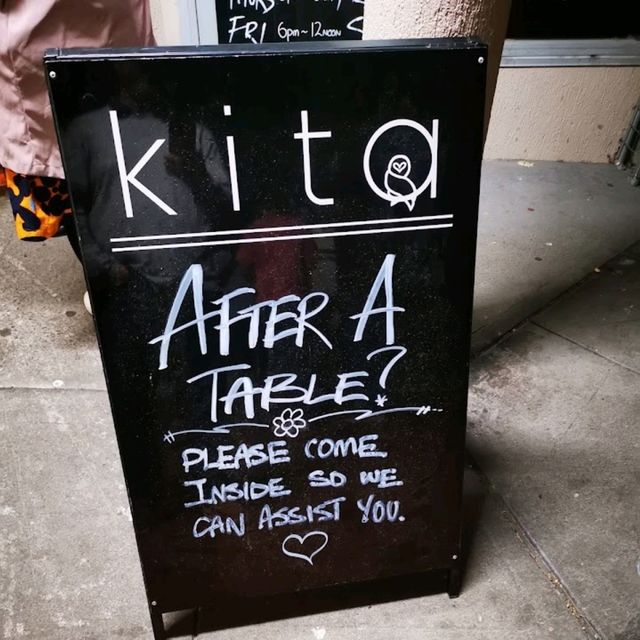 FRI 6pm~12NOON
kita
AFTER A
TABLE?
PLEASE COME
INSIDE SO WE
CAN ASSIST YOU.